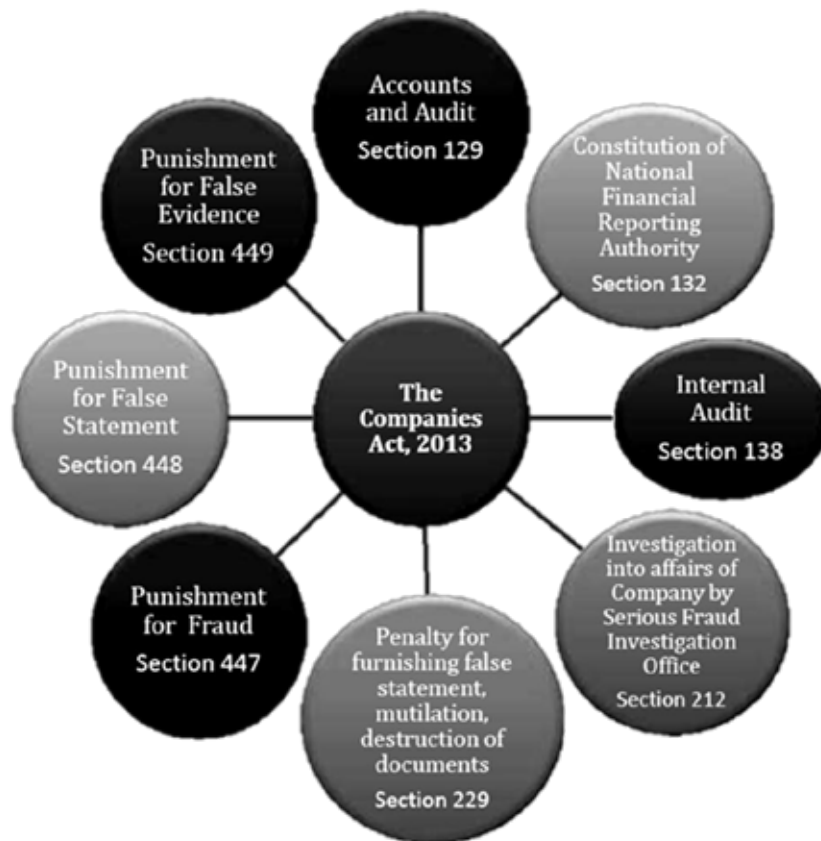 Accounts
and Audit
Section 129
Constitution of
National
Financial
Reporting
Authority
Section 132
Internal
Audit
Section 138
Investigation
into affairs of
Company by
Serious Fraud
Investigation
Office
Section 212
Penalty for
furnishing false
statement,
mutilation,
destruction of
documents
Section 229
Punishment
for Fraud
Section 447
Punishment
for False
Statement
Section 448
Punishment
for False
Evidence
Section 449
The
Companies
Act, 2013